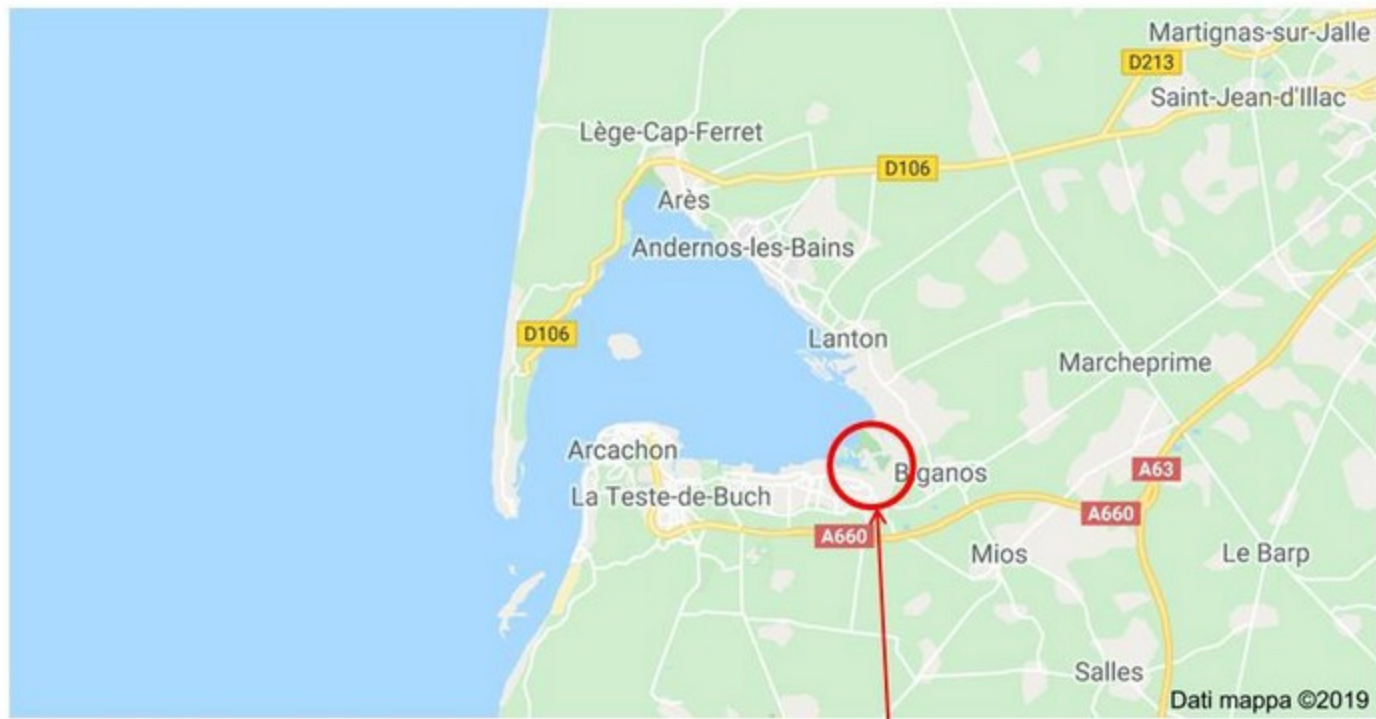 Martignas-sur-Jalle
D213
Saint-Jean-d'Illac
Lège-Cap-Ferret
D106
Arès
Andernos-les-Bains
D106
Lanton
Marcheprime
Arcachon
Biganos
A63
La Teste-de-Buch
A660
A660
Mios
Le Barp
Salles
Dati mappa ©2019